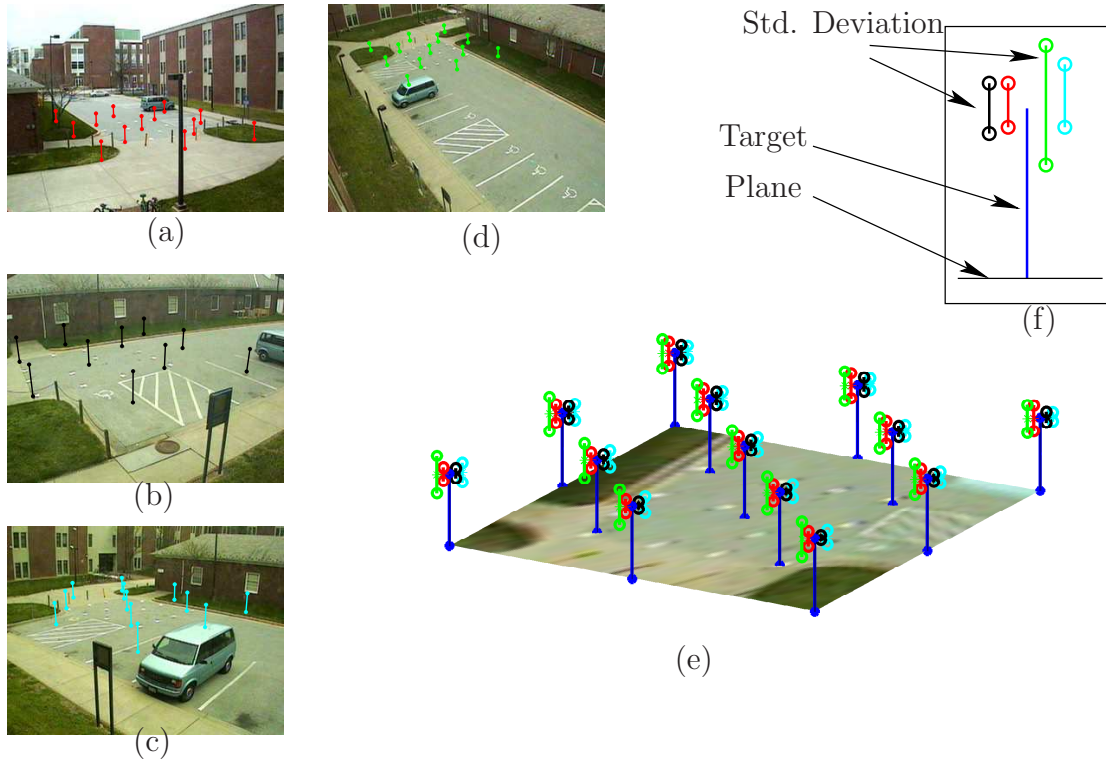 (a)
(d)
Std. Deviation
Target
Plane
(f)
(b)
(e)
(c)